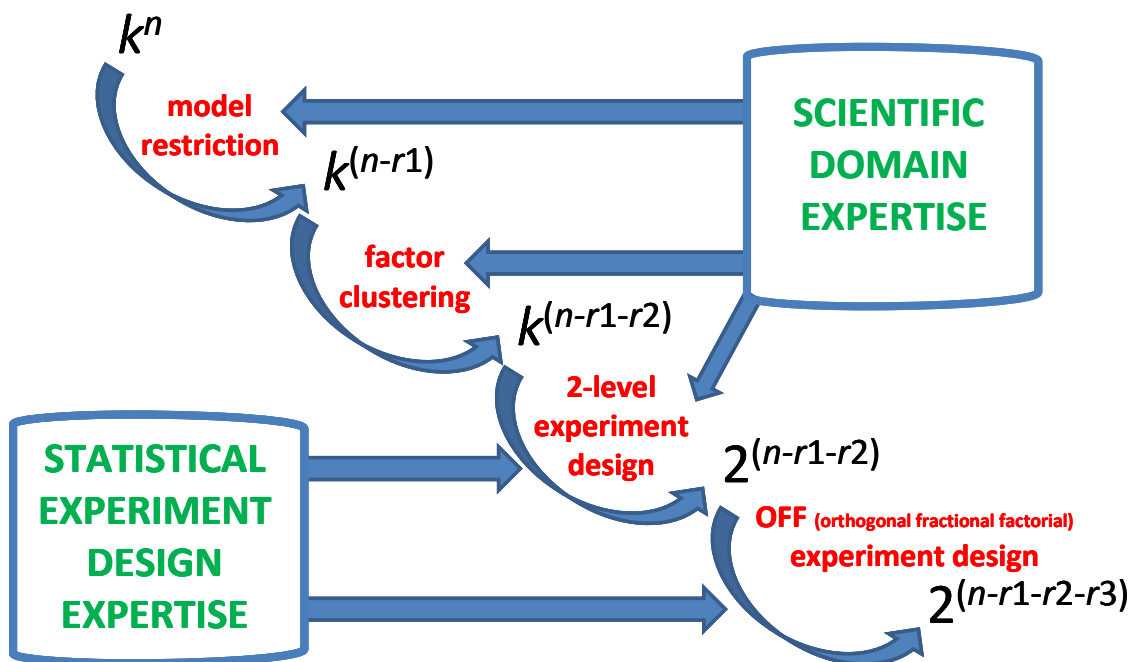 k^n
model
restriction
k^(n-r1)
SCIENTIFIC
DOMAIN
EXPERTISE
factor
clustering
k^(n-r1-r2)
2-level
experiment
design
STATISTICAL
EXPERIMENT
DESIGN
EXPERTISE
2^(n-r1-r2)
OFF (orthogonal fractional factorial)
experiment design
2^(n-r1-r2-r3)